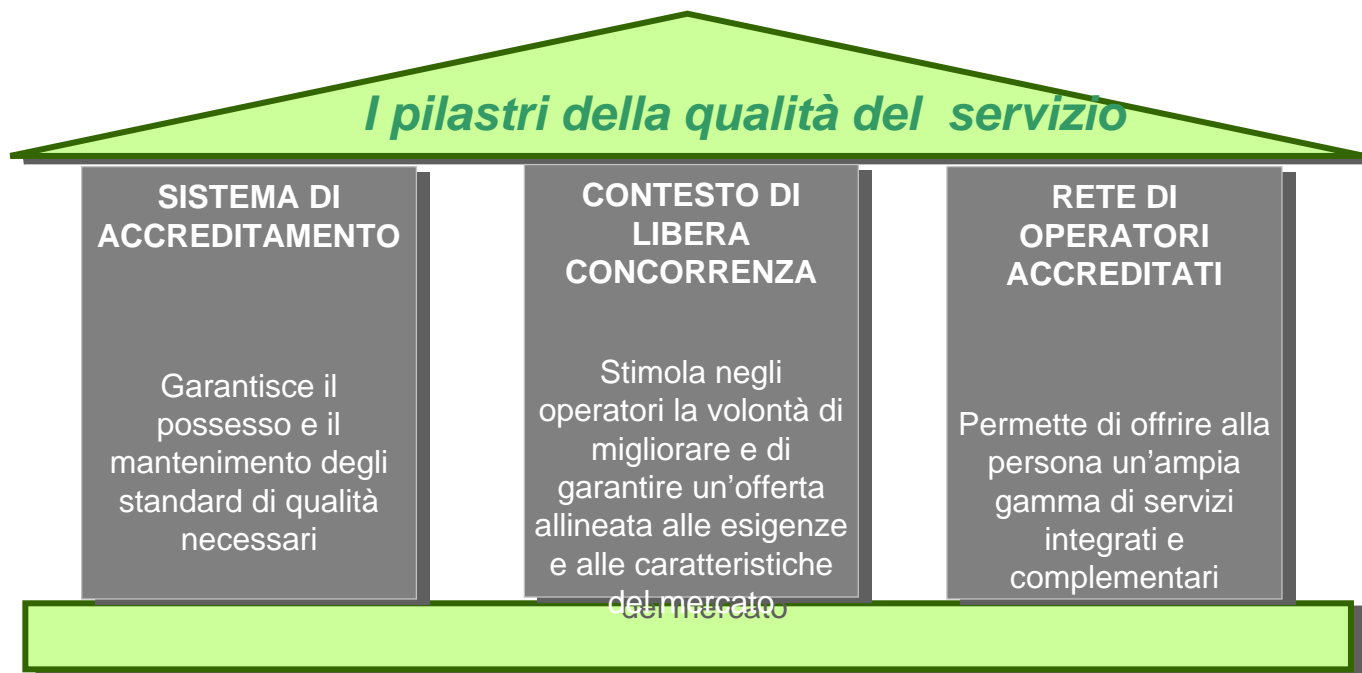 I pilastri della qualità del  servizio
SISTEMA DI
ACCREDITAMENTO
Garantisce il
possesso e il
mantenimento degli
standard di qualità
necessari
CONTESTO DI
LIBERA
CONCORRENZA
Stimola negli
operatori la volontà di
migliorare e di
garantire un’offerta
allineata alle esigenze
e alle caratteristiche
del mercato
RETE DI
OPERATORI
ACCREDITATI
Permette di offrire alla
persona un’ampia
gamma di servizi
integrati e
complementari